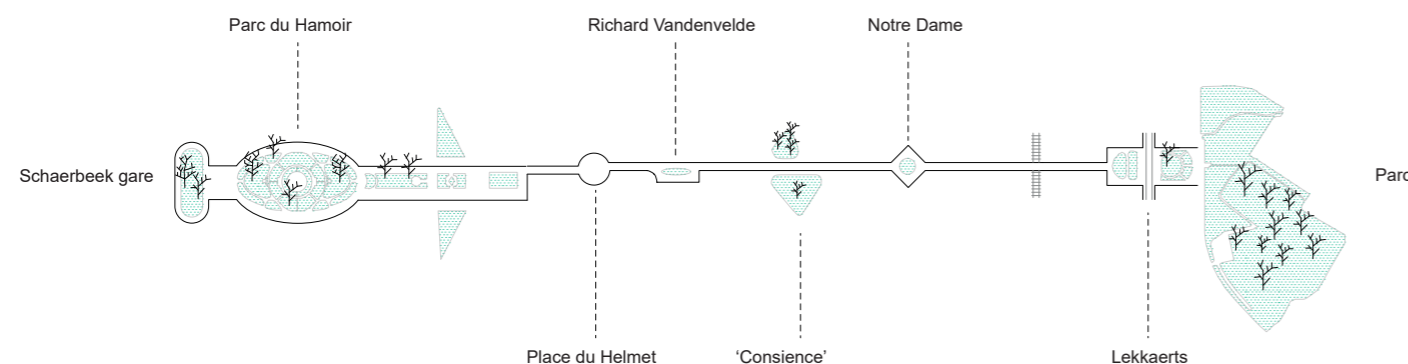 Parc du Hamoir
Richard Vandenvelde
Notre Dame
Schaerbeek gare
Parc
Place du Helmet
‘Consience’
Lekkaerts